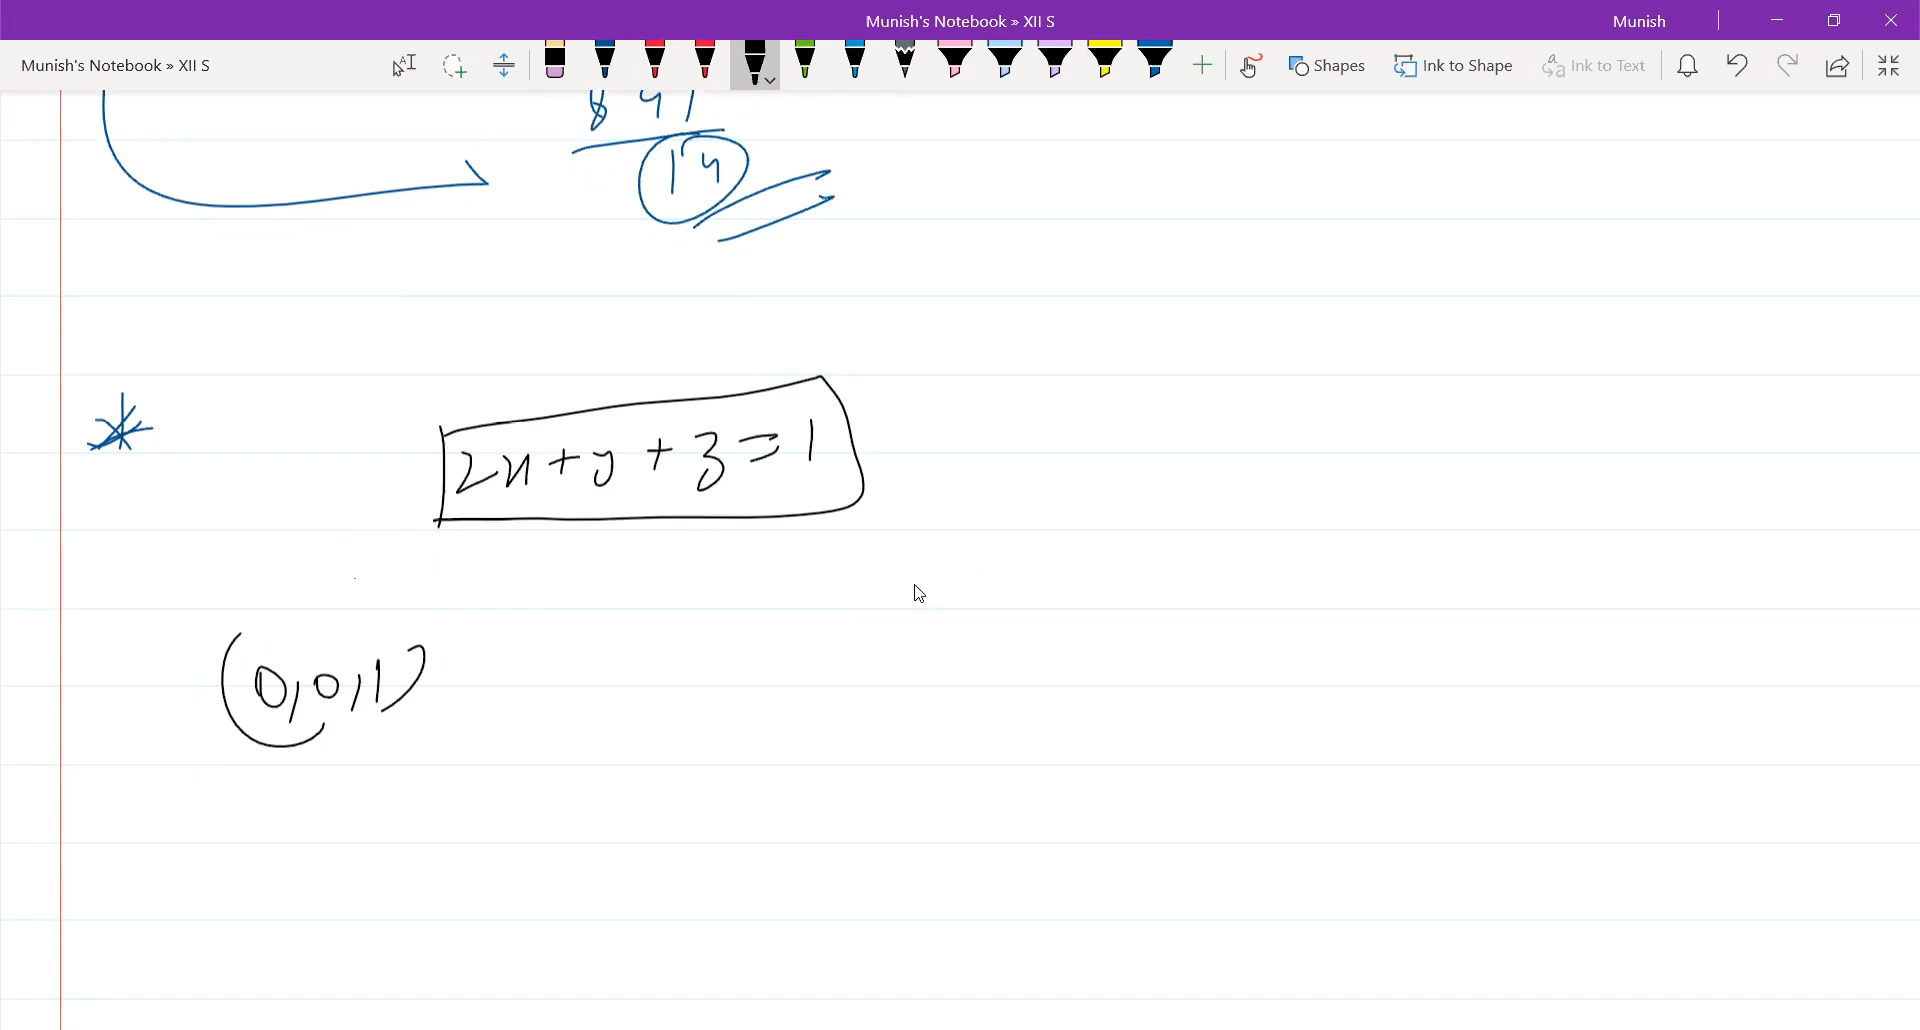 Munish's Notebook » XII S
Munish
Munish's Notebook » XII S
Shapes
Ink to Shape
Ink to Text
8 4 1
14
2x + y + z = 1
(0, 0, 1)